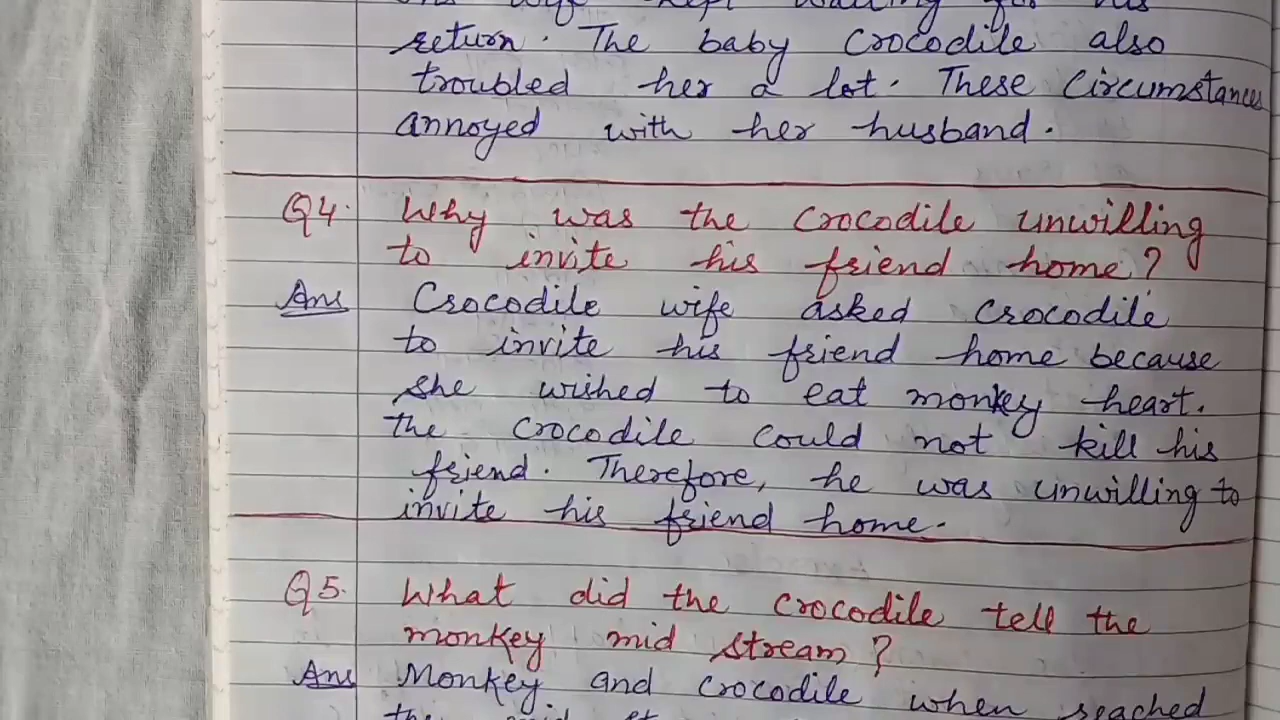 return. The baby crocodile also
troubled her a lot. These circumstances
annoyed with her husband.
Q4. Why was the crocodile unwilling
to invite his friend home?
Ans Crocodile wife asked crocodile
to invite his friend home because
she wished to eat monkey heart.
the crocodile could not kill his
friend. Therefore, he was unwilling to
invite his friend home.
Q5. What did the crocodile tell the
monkey mid stream?
Ans Monkey and crocodile when reached
the mid